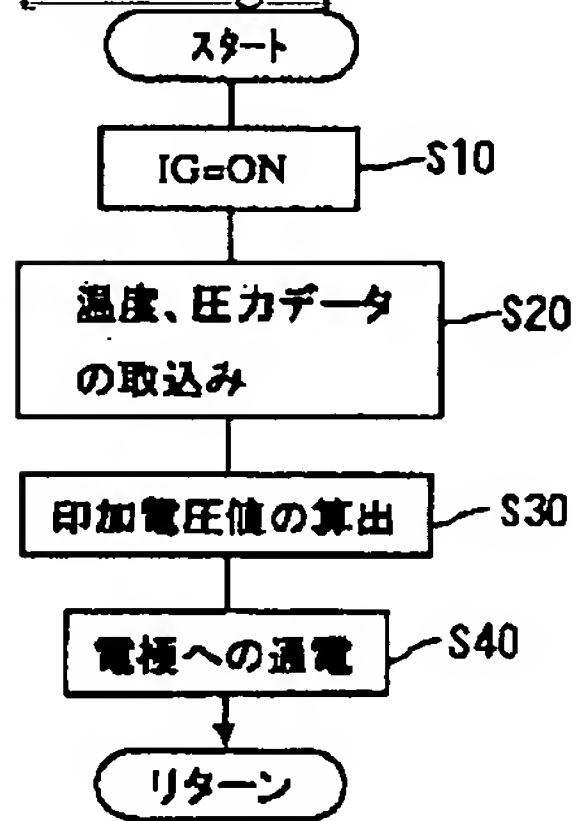 スタート
IG=ON
S10
温度、圧力データ
の取込み
S20
印加電圧値の算出
S30
電極への通電
S40
リターン